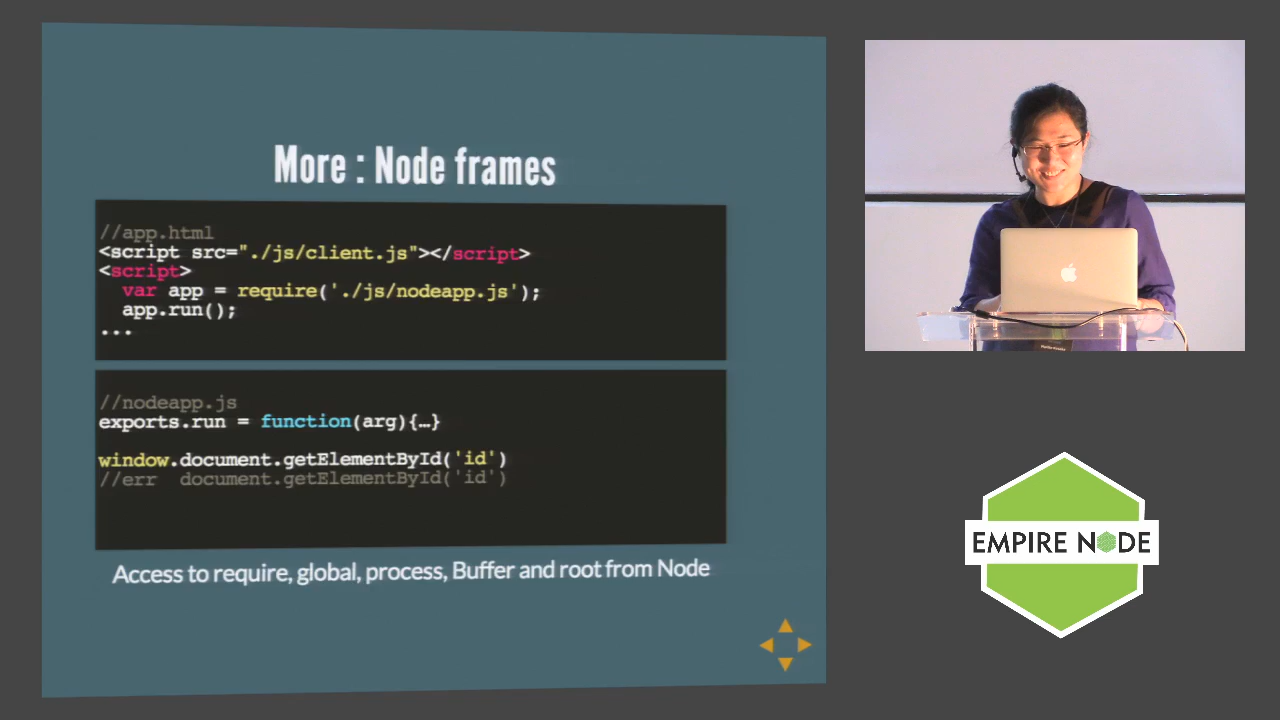 More : Node frames
//app.html
<script src="./js/client.js"></script>
<script>
var app = require('./js/nodeapp.js');
app.run();
...
//nodeapp.js
exports.run = function(arg){…}
window.document.getElementById('id')
//err document.getElementById('id')
Access to require, global, process, Buffer and root from Node
EMPIRE NODE